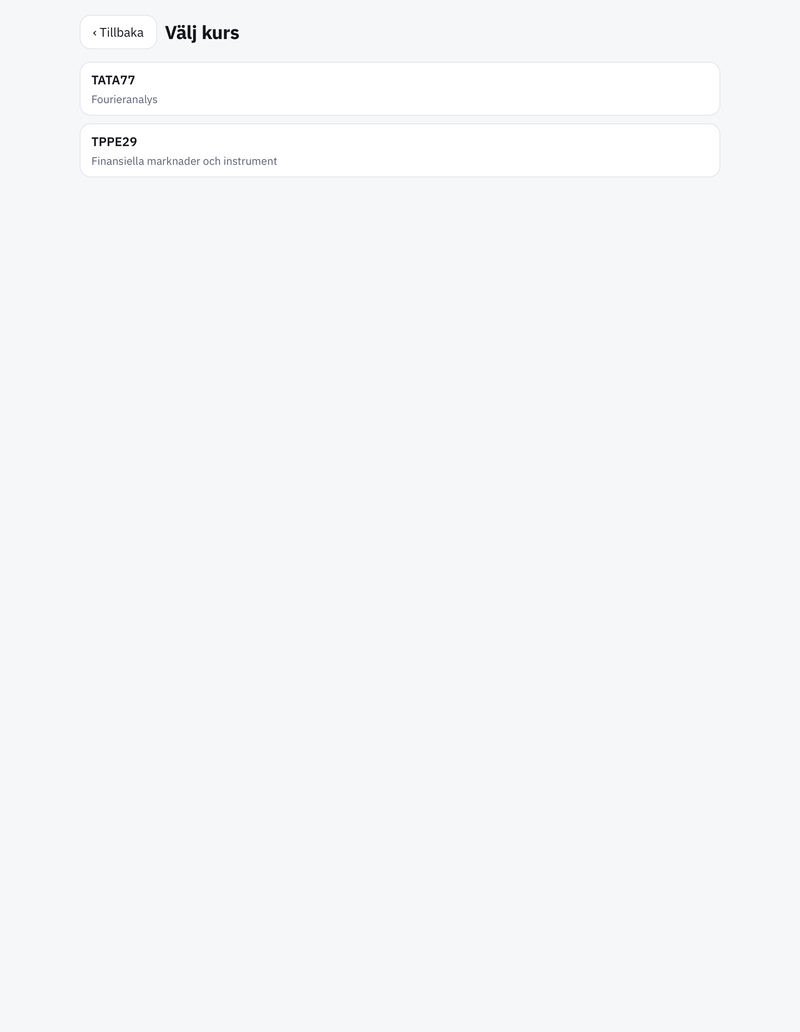 ‹ Tillbaka Välj kurs
TATA77
Fourieranalys
TPPE29
Finansiella marknader och instrument